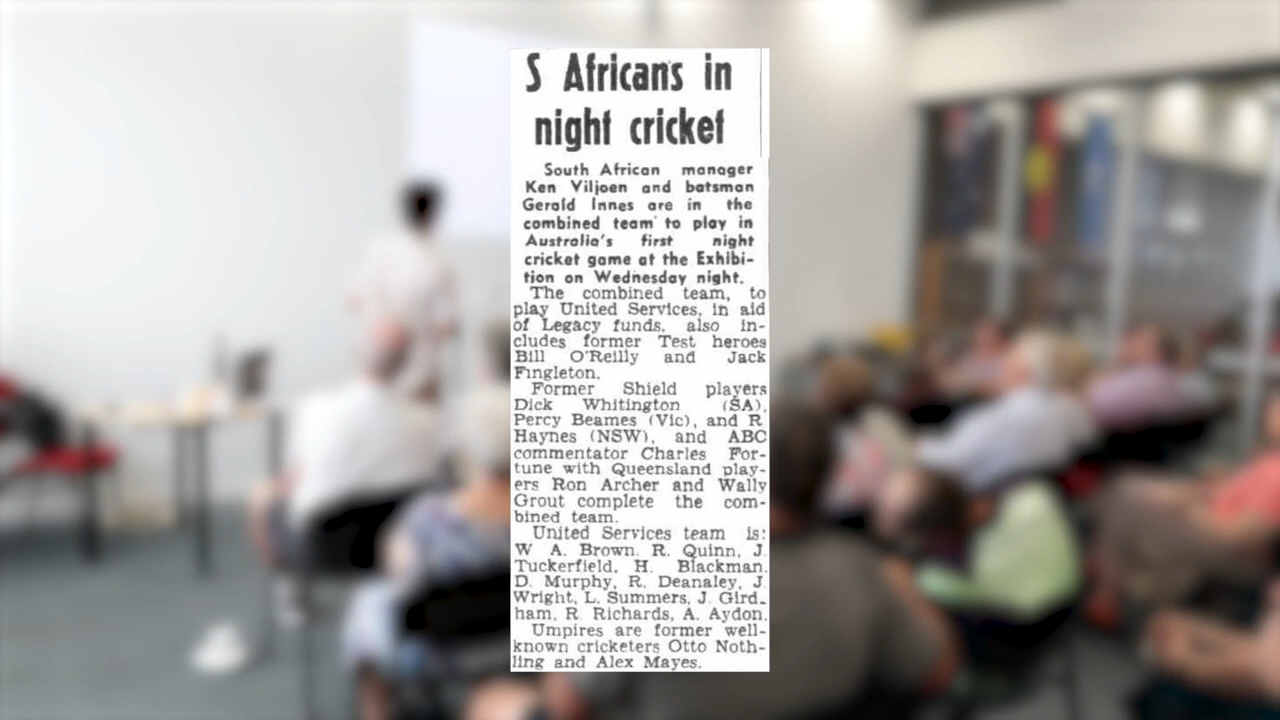 S Africans in
night cricket
South African manager
Ken Viljoen and batsman
Gerald Innes are in the
combined team to play in
Australia's first night
cricket game at the Exhibi-
tion on Wednesday night.
The combined team, to
play United Services, in aid
of Legacy funds, also in-
cludes former Test heroes
Bill O'Reilly and Jack
Fingleton.
Former Shield players
Dick Whitington (SA),
Percy Beames (Vic), and R
Haynes (NSW), and ABC
commentator Charles For-
tune with Queensland play-
ers Ron Archer and Wally
Grout complete the com-
bined team.
United Services team is:
W A. Brown. R. Quinn, J.
Tuckerfield, H. Blackman.
D. Murphy, R. Deanaley, J.
Wright, L. Summers, J. Gird-
ham, R. Richards, A. Aydon.
Umpires are former well-
known cricketers Otto Noth-
ling and Alex Mayes.